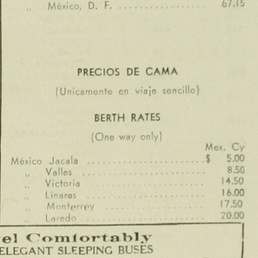 „ México, D. F. .................. 67.15
PRECIOS DE CAMA
(Unicamente en viaje sencillo)
BERTH RATES
(One way only)
Mex. Cy
México Jacala .................. $ 5.00
„ Valles .................. 8.50
„ Victoria .................. 14.50
„ Linares .................. 16.00
„ Monterrey .................. 17.50
„ Laredo .................. 20.00
el Comfortably
ELEGANT SLEEPING BUSES